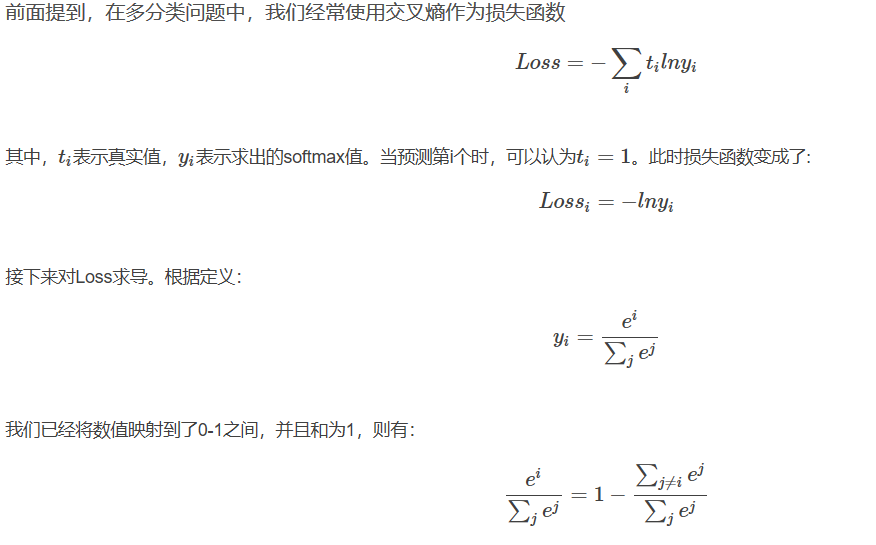 前面提到，在多分类问题中，我们经常使用交叉熵作为损失函数
$Loss = -\sum_{i} t_i ln y_i$
其中，$t_i$表示真实值，$y_i$表示求出的softmax值。当预测第i个时，可以认为$t_i = 1$。此时损失函数变成了:
$Loss_i = -ln y_i$
接下来对Loss求导。根据定义：
$y_i = \frac{e^i}{\sum_j e^j}$
我们已经将数值映射到了0-1之间，并且和为1，则有：
$\frac{e^i}{\sum_j e^j} = 1 - \frac{\sum_{j \neq i} e^j}{\sum_j e^j}$